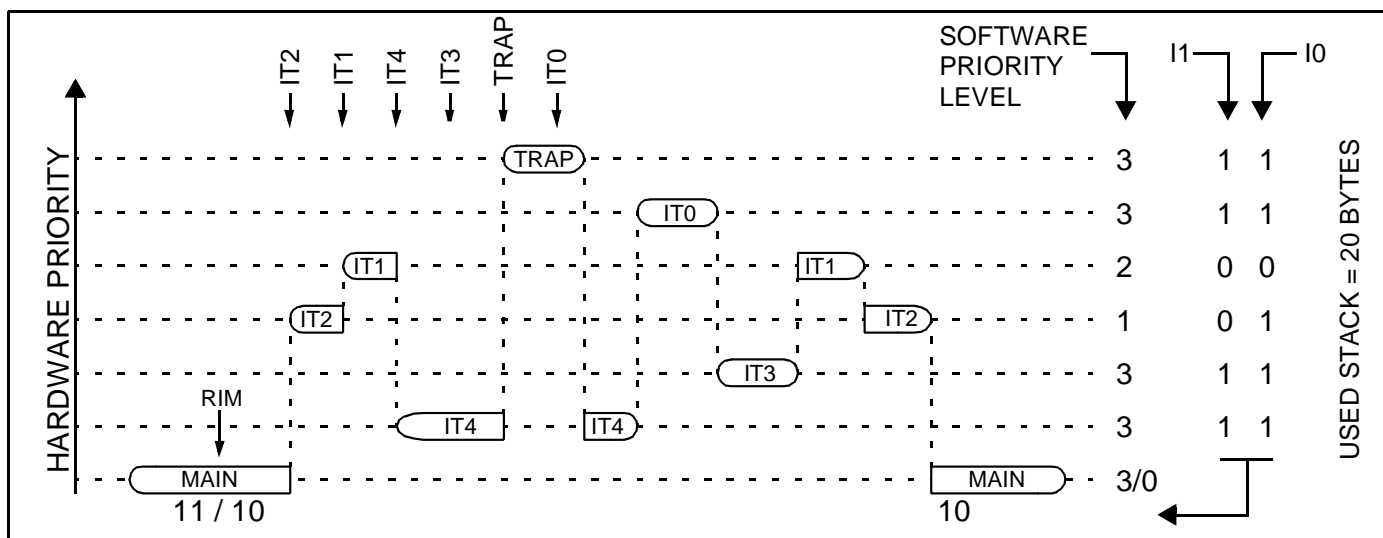 IT2
IT1
IT4
IT3
TRAP
IT0
SOFTWARE
PRIORITY
LEVEL
I1
I0
HARDWARE PRIORITY
TRAP
3
1 1
IT0
3
1 1
IT1
IT1
2
0 0
IT2
IT2
1
0 1
IT3
3
1 1
RIM
IT4
IT4
3
1 1
MAIN
MAIN
3/0
11 / 10
10
USED STACK = 20 BYTES